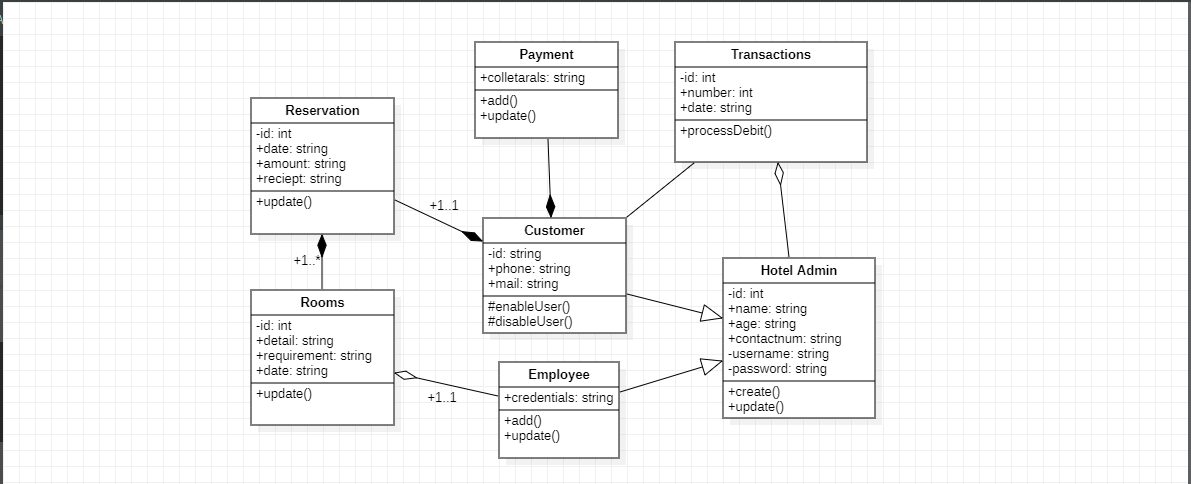 Payment
+colletarals: string
+add()
+update()
Transactions
-id: int
+number: int
+date: string
+processDebit()
Reservation
-id: int
+date: string
+amount: string
+reciept: string
+update()
+1..1
+1..*
Customer
-id: string
+phone: string
+mail: string
#enableUser()
#disableUser()
Hotel Admin
-id: int
+name: string
+age: string
+contactnum: string
-username: string
-password: string
+create()
+update()
Rooms
-id: int
+detail: string
+requirement: string
+date: string
+update()
+1..1
Employee
+credentials: string
+add()
+update()